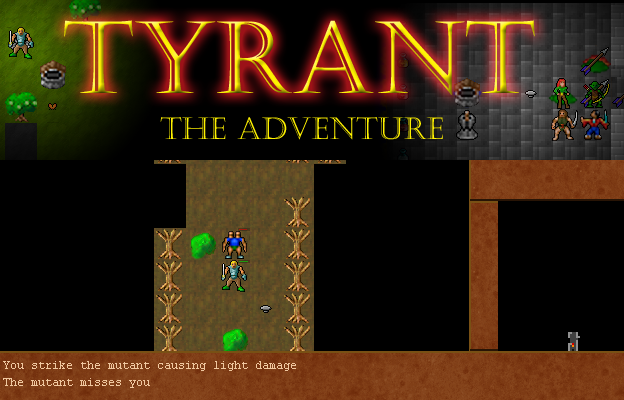 TYRANT
THE ADVENTURE
You strike the mutant causing light damage
The mutant misses you